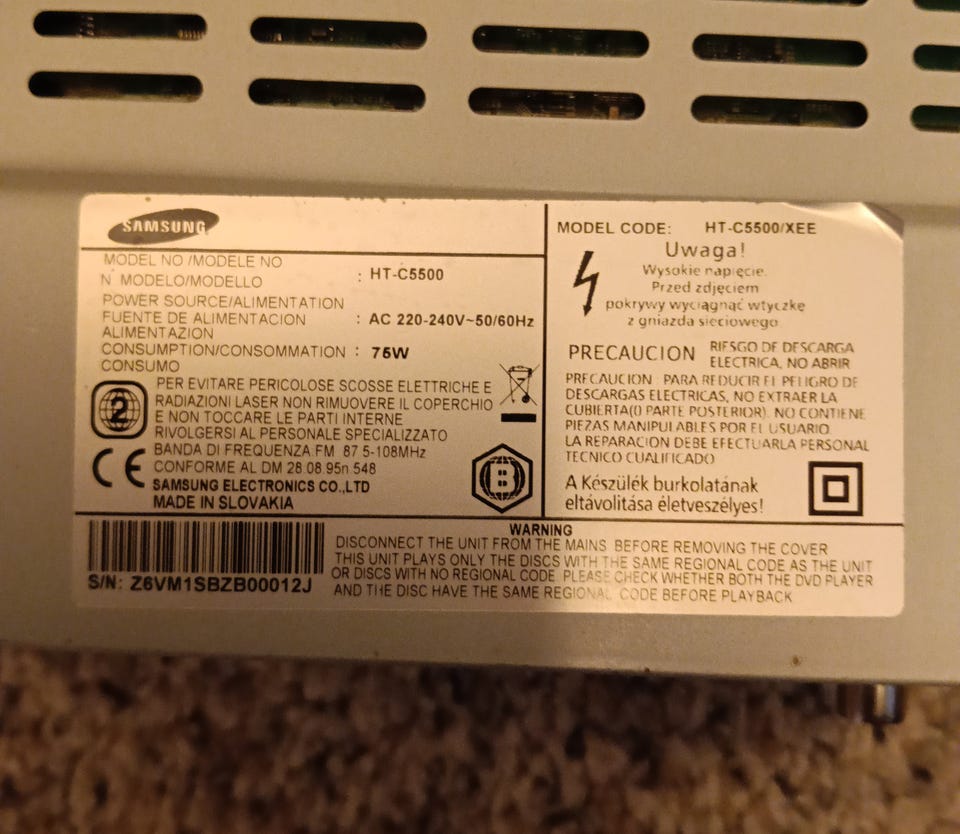 SAMSUNG
MODEL NO /MODELE NO
N MODELO/MODELLO : HT-C5500
POWER SOURCE/ALIMENTATION
FUENTE DE ALIMENTACION : AC 220-240V~50/60Hz
ALIMENTAZION
CONSUMPTION/CONSOMMATION : 75W
CONSUMO
2
PER EVITARE PERICOLOSE SCOSSE ELETTRICHE E
RADIAZIONI LASER NON RIMUOVERE IL COPERCHIO
E NON TOCCARE LE PARTI INTERNE
RIVOLGERSI AL PERSONALE SPECIALIZZATO
BANDA DI FREQUENZA FM 87 5-108MHz
CE CONFORME AL DM 28.08.95n 548
SAMSUNG ELECTRONICS CO.,LTD
MADE IN SLOVAKIA
B
MODEL CODE: HT-C5500/XEE
Uwaga!
Wysokie napięcie.
Przed zdjęciem
pokrywy wyciągnąć wtyczkę
z gniazda sieciowego
PRECAUCION RIESGO DE DESCARGA
ELECTRICA, NO ABRIR
PRECAUCION : PARA REDUCIR EL PELIGRO DE
DESCARGAS ELECTRICAS, NO EXTRAER LA
CUBIERTA(O PARTE POSTERIOR). NO CONTIENE
PIEZAS MANIPULABLES POR EL USUARIO
LA REPARACION DEBE EFECTUARLA PERSONAL
TECNICO CUALIFICADO
A Készülék burkolatának
eltávolítása életveszélyes!
S/N: Z6VM1SBZB00012J
WARNING
DISCONNECT THE UNIT FROM THE MAINS BEFORE REMOVING THE COVER
THIS UNIT PLAYS ONLY THE DISCS WITH THE SAME REGIONAL CODE AS THE UNIT
OR DISCS WITH NO REGIONAL CODE PLEASE CHECK WHETHER BOTH THE DVD PLAYER
AND THE DISC HAVE THE SAME REGIONAL CODE BEFORE PLAYBACK